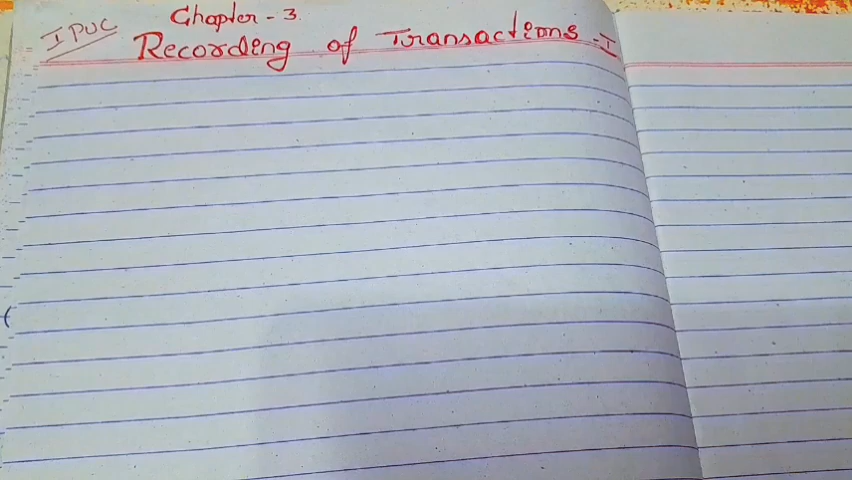 I PUC
Chapter - 3.
Recording of Transactions - I